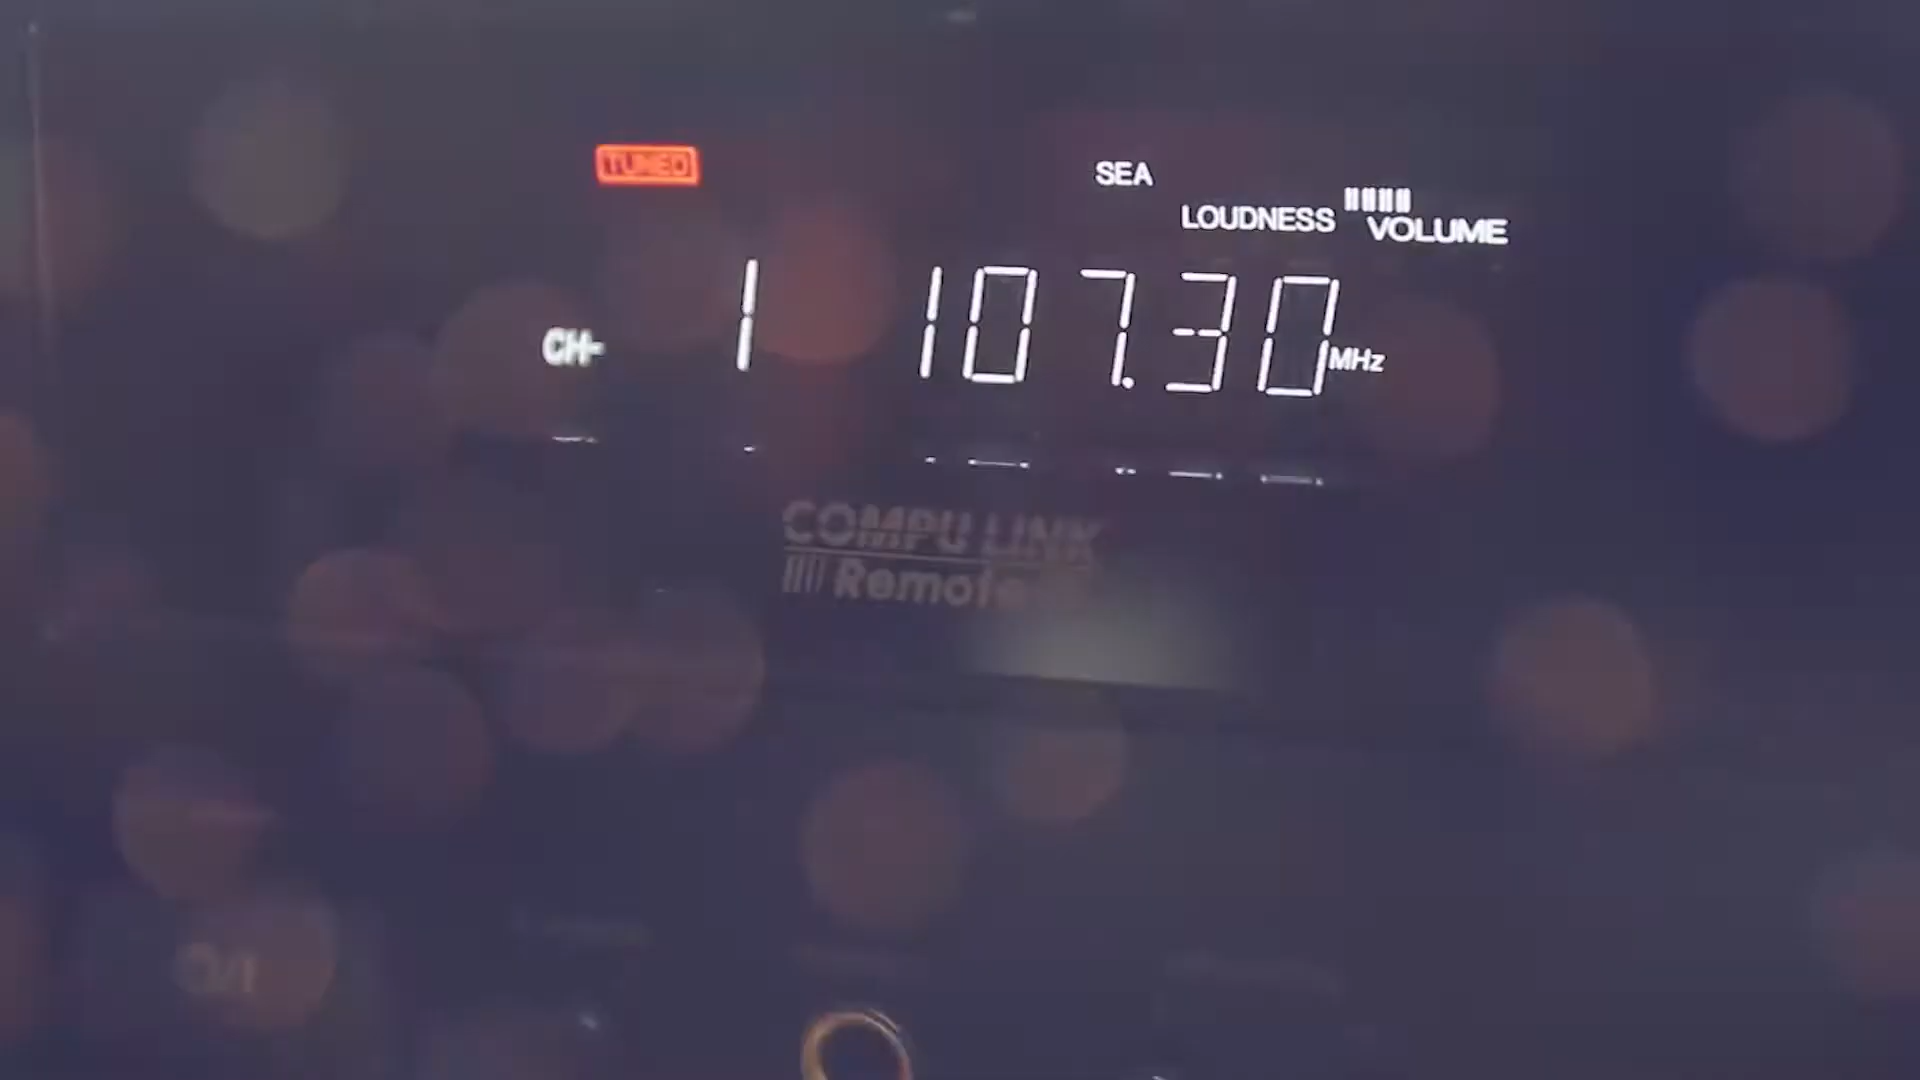 TUNED
SEA
LOUDNESS VOLUME
CH- 1 107.30 MHz
COMPU LINK
Remote